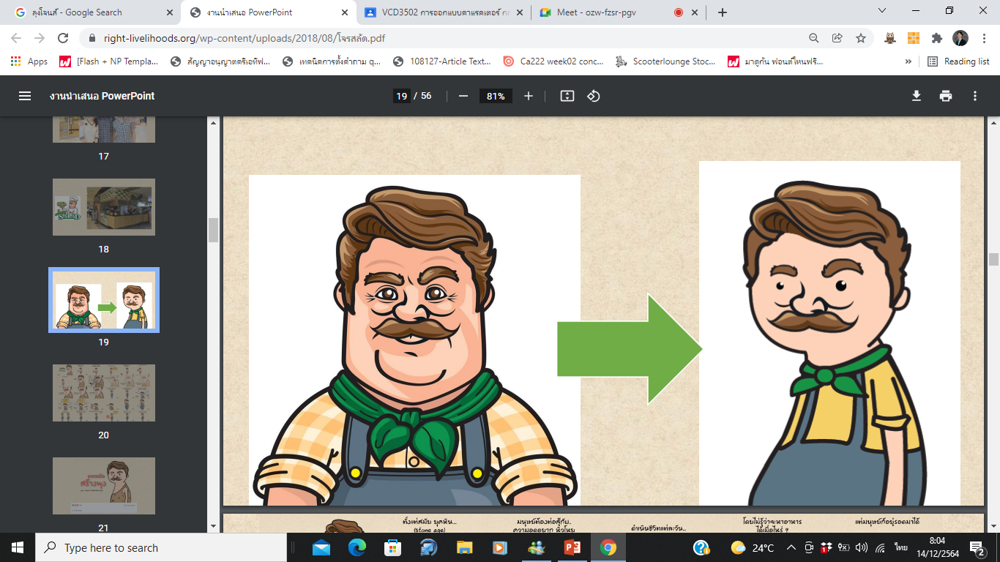 ลุงโจนส์ - Google Search
งานนำเสนอ PowerPoint
VCD3502 การออกแบบคาแรคเตอร์ กล
Meet - ozw-fzsr-pgv
right-livelihoods.org/wp-content/uploads/2018/08/โจรสลัด.pdf
Apps
[Flash + NP Templa...
สัญญาอนุญาตครีเอทีฟ...
เทคนิคการตั้งคำถาม q...
108127-Article Text...
Ca222 week02 conc...
Scooterlounge Stoc...
มาดูกัน ฟอนต์ไหนฟรี...
»
Reading list
งานนำเสนอ PowerPoint
19 / 56
81%
17
18
19
20
21
SALAD
สร้างพุง
ตั้งแต่สมัย ยุคหิน...
(Stone age)
มนุษย์ต้องต่อสู้กับ..
ความอดอยาก หิวโหย
ดำเนินชีวิตแต่ละวัน...
โดยไม่รู้ว่าจะหาอาหาร
ได้เมื่อไหร่ ?
แต่มนุษย์ก็อยู่รอดมาได้
Type here to search
24°C
ไทย
8:04
14/12/2564
2